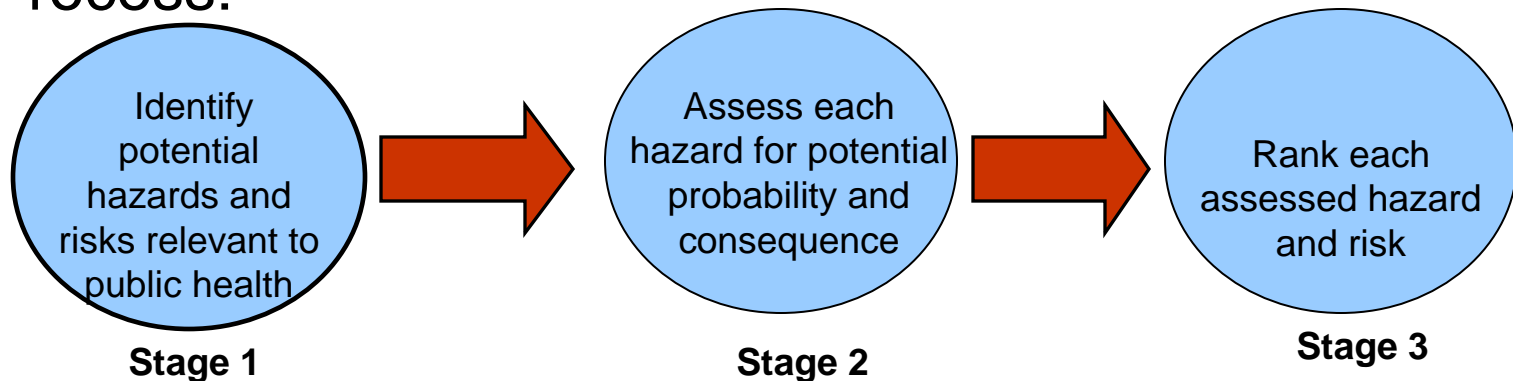 Identify
potential
hazards and
risks relevant to
public health
Stage 1
Assess each
hazard for potential
probability and
consequence
Stage 2
Rank each
assessed hazard
and risk
Stage 3